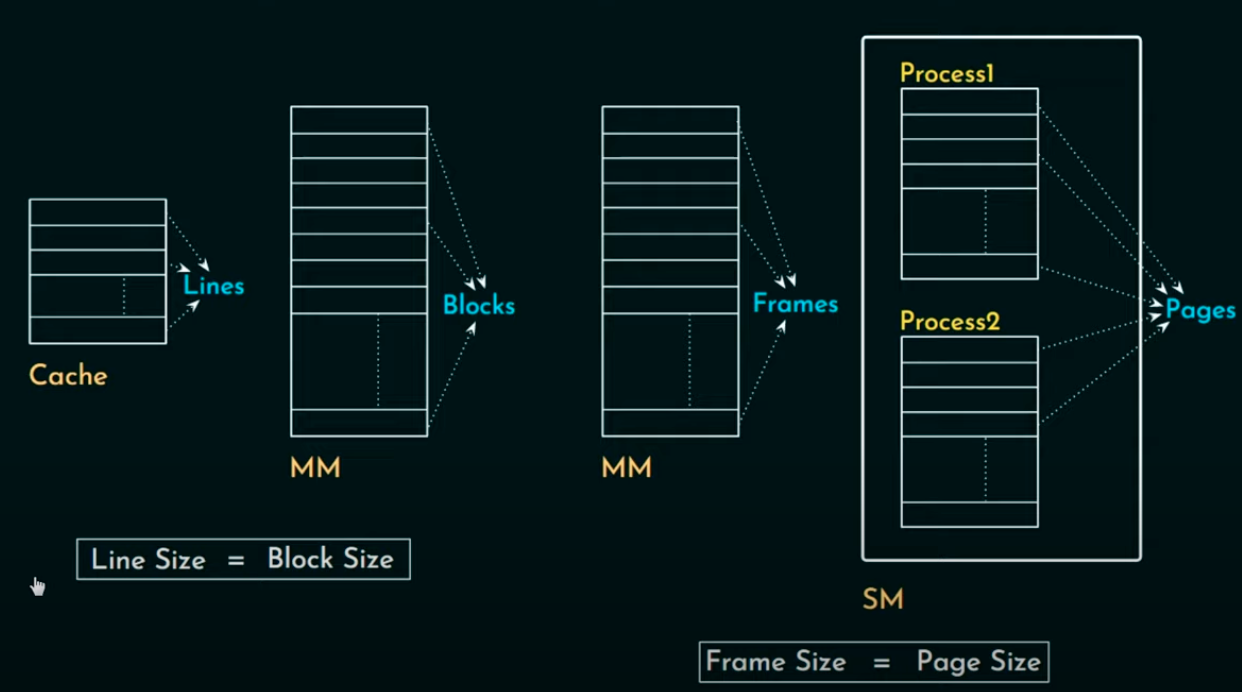 Process1
Lines
Blocks
Frames
Pages
Process2
Cache
MM
MM
Line Size = Block Size
SM
Frame Size = Page Size